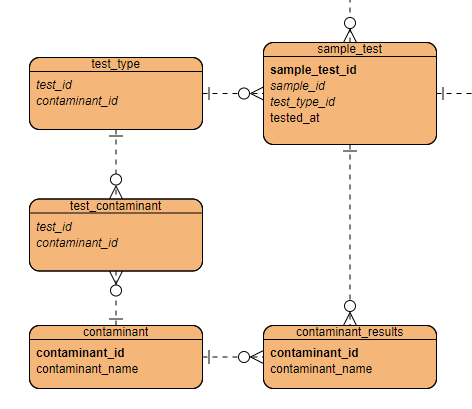 test_type
test_id
contaminant_id
sample_test
sample_test_id
sample_id
test_type_id
tested_at
test_contaminant
test_id
contaminant_id
contaminant
contaminant_id
contaminant_name
contaminant_results
contaminant_id
contaminant_name